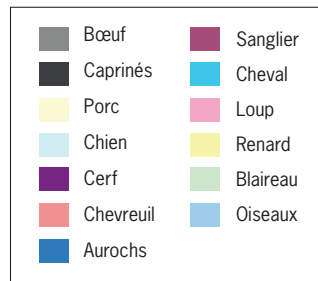 Bœuf
Caprinés
Porc
Chien
Cerf
Chevreuil
Aurochs
Sanglier
Cheval
Loup
Renard
Blaireau
Oiseaux